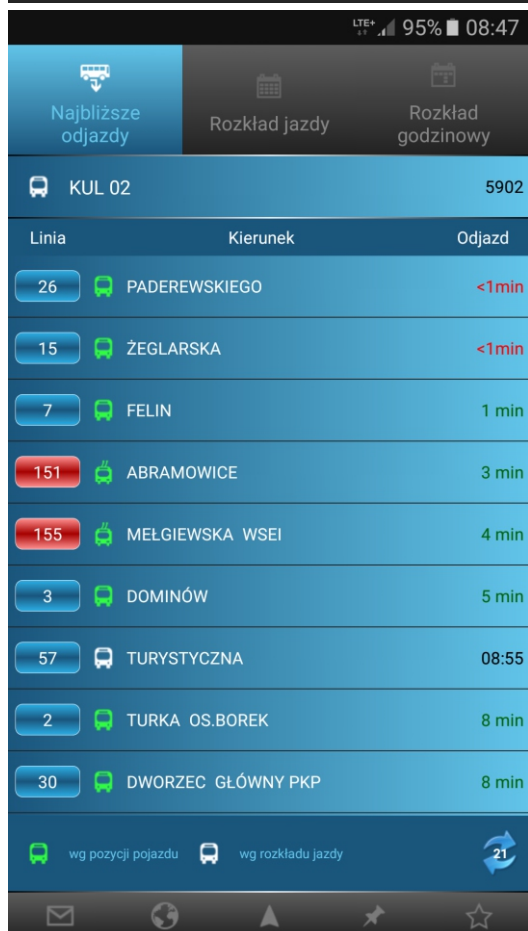 LTE+ 95% 08:47
Najbliższe
odjazdy
Rozkład jazdy
Rozkład
godzinowy
KUL 02 5902
Linia Kierunek Odjazd
26 PADEREWSKIEGO <1min
15 ŻEGLARSKA <1min
7 FELIN 1 min
151 ABRAMOWICE 3 min
155 MEŁGIEWSKA WSEI 4 min
3 DOMINÓW 5 min
57 TURYSTYCZNA 08:55
2 TURKA OS.BOREK 8 min
30 DWORZEC GŁÓWNY PKP 8 min
wg pozycji pojazdu wg rozkładu jazdy 21